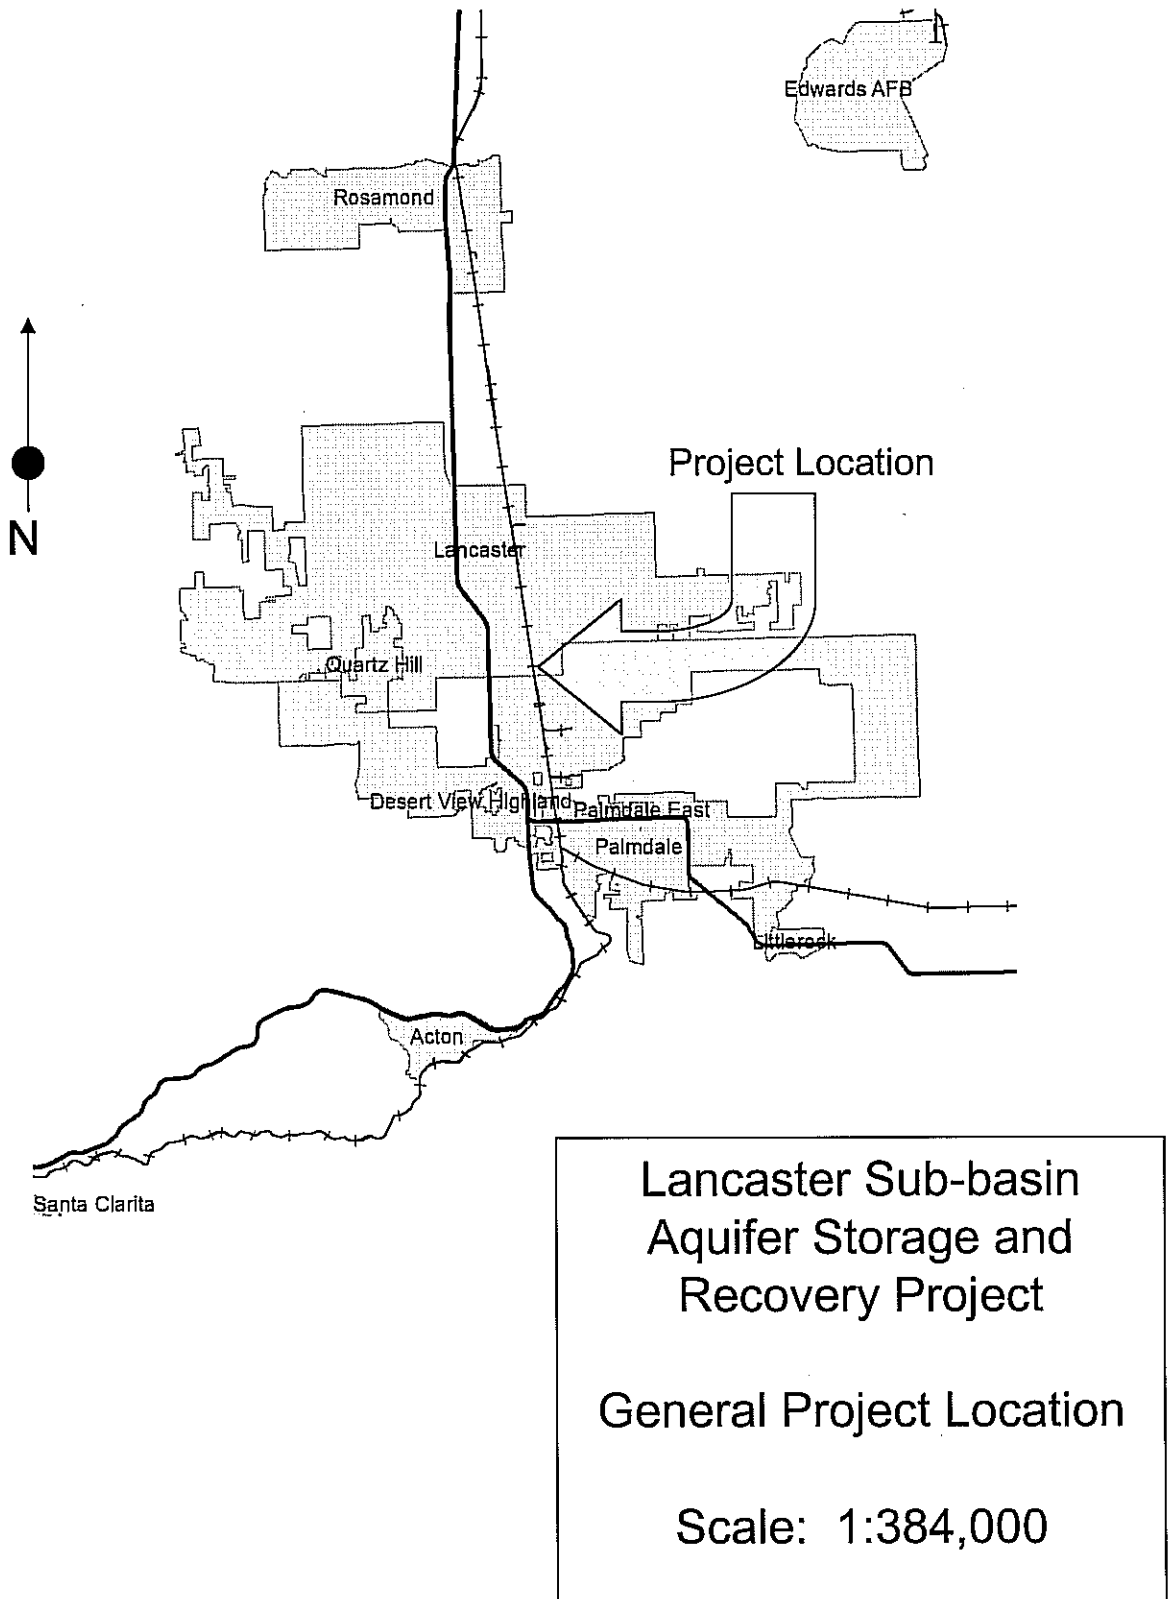 Edwards AFB
Rosamond
Project Location
N
Lancaster
Quartz Hill
Desert View Highland
Palmdale East
Palmdale
Littlerock
Acton
Santa Clarita
Lancaster Sub-basin
Aquifer Storage and
Recovery Project
General Project Location
Scale: 1:384,000